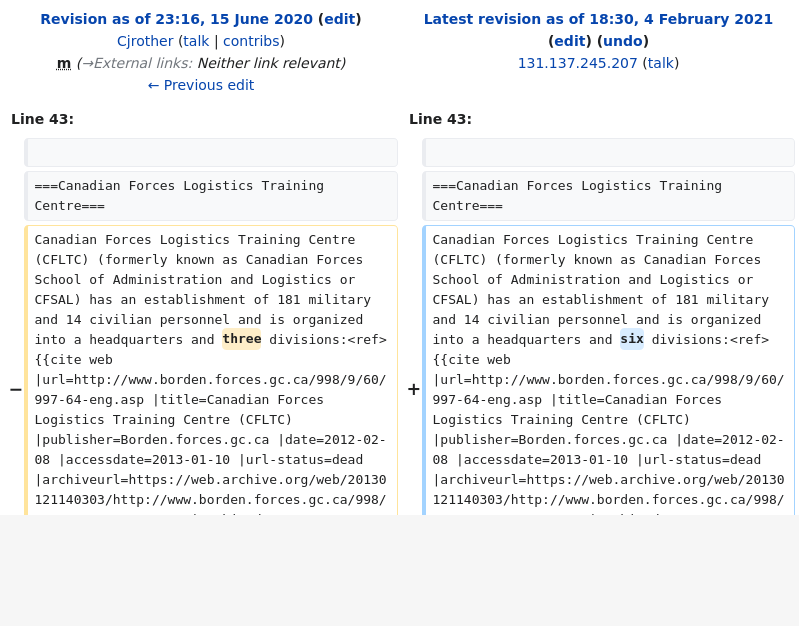 Revision as of 23:16, 15 June 2020 (edit)
Cjrother (talk | contribs)
m (→External links: Neither link relevant)
← Previous edit
Latest revision as of 18:30, 4 February 2021
(edit) (undo)
131.137.245.207 (talk)
Line 43:
Line 43:
===Canadian Forces Logistics Training
Centre===
===Canadian Forces Logistics Training
Centre===
−
Canadian Forces Logistics Training Centre
(CFLTC) (formerly known as Canadian Forces
School of Administration and Logistics or
CFSAL) has an establishment of 181 military
and 14 civilian personnel and is organized
into a headquarters and three divisions:<ref>
{{cite web
|url=http://www.borden.forces.gc.ca/998/9/60/
997-64-eng.asp |title=Canadian Forces
Logistics Training Centre (CFLTC)
|publisher=Borden.forces.gc.ca |date=2012-02-
08 |accessdate=2013-01-10 |url-status=dead
|archiveurl=https://web.archive.org/web/20130
121140303/http://www.borden.forces.gc.ca/998/
+
Canadian Forces Logistics Training Centre
(CFLTC) (formerly known as Canadian Forces
School of Administration and Logistics or
CFSAL) has an establishment of 181 military
and 14 civilian personnel and is organized
into a headquarters and six divisions:<ref>
{{cite web
|url=http://www.borden.forces.gc.ca/998/9/60/
997-64-eng.asp |title=Canadian Forces
Logistics Training Centre (CFLTC)
|publisher=Borden.forces.gc.ca |date=2012-02-
08 |accessdate=2013-01-10 |url-status=dead
|archiveurl=https://web.archive.org/web/20130
121140303/http://www.borden.forces.gc.ca/998/